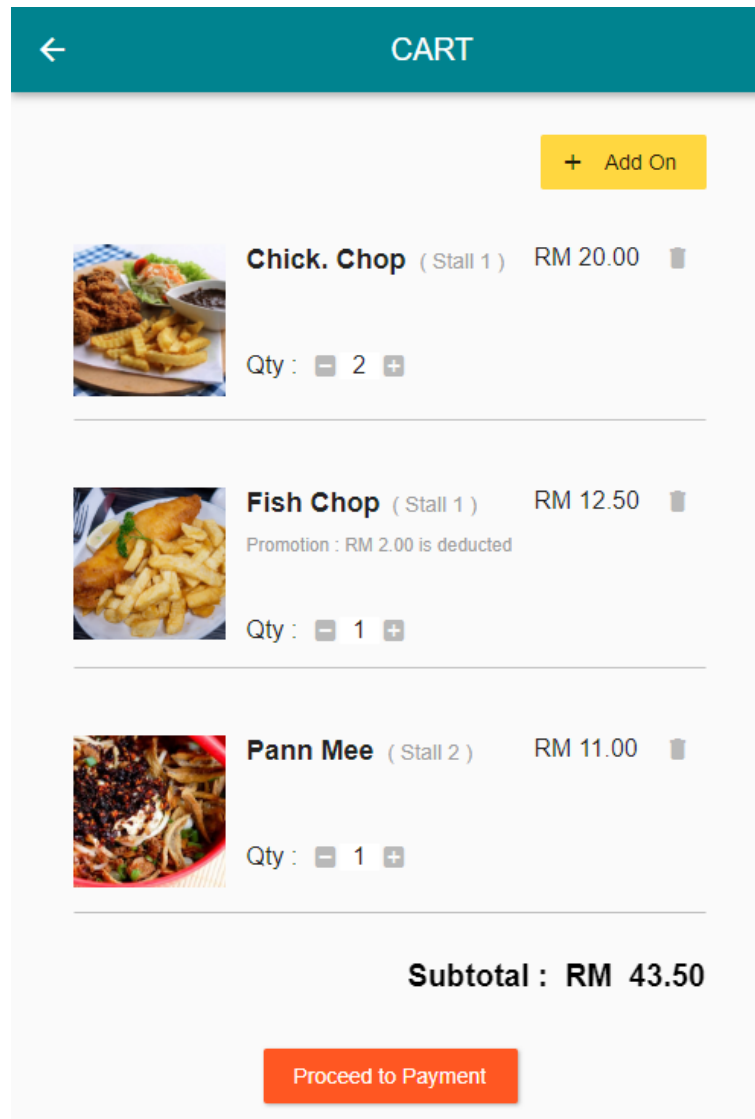 CART
+ Add On
Chick. Chop ( Stall 1 ) RM 20.00
Qty : 2
Fish Chop ( Stall 1 ) RM 12.50
Promotion : RM 2.00 is deducted
Qty : 1
Pann Mee ( Stall 2 ) RM 11.00
Qty : 1
Subtotal : RM 43.50
Proceed to Payment